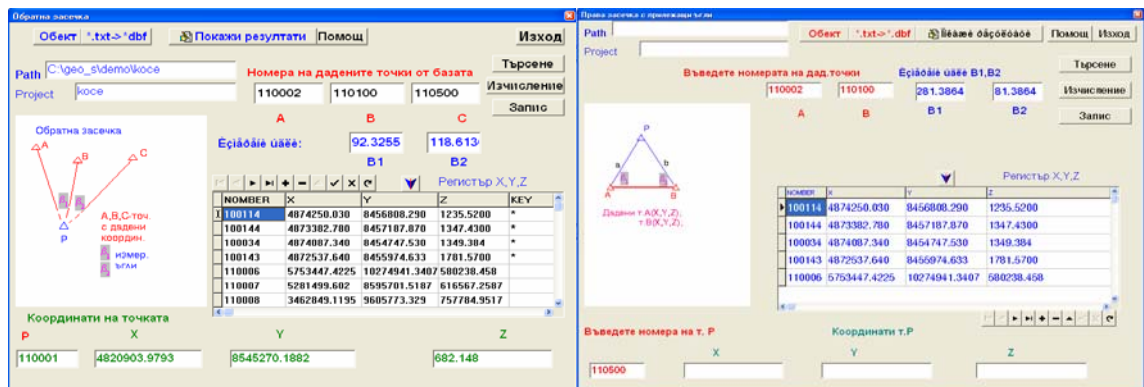 Обратна засечка
Обект *.txt->*dbf Покажи резултати Помощ Изход
Path C:\geo_s\demo\koce
Project koce
Номера на дадените точки от базата
110002 110100 110500
A B C
Търсене
Изчисление
Запис
Обратна засечка
A
B
C
P
A,B,C-точ.
с дадени
координ.
измер.
ъгли
Èçìåðåíè úãëè: 92.3255 118.613
B1 B2
Регистър X,Y,Z
NOMBER X Y Z KEY
100114 4874250.030 8456808.290 1235.5200 *
100144 4873382.780 8457187.870 1347.4300 *
100034 4874087.340 8454747.530 1349.384 *
100143 4872537.640 8455974.633 1781.5700 *
110006 5753447.4225 10274941.3407 580238.458
110007 5281499.602 8595701.5187 616567.2587
110008 3462849.1195 9605773.329 757784.9517
Координати на точката
P X Y Z
110001 4820903.9793 8545270.1882 682.148
Права засечка с прилежащи ъгли
Path
Project
Обект *.txt->*.dbf Помощ Изход
Въведете номерата на дад.точки
110002 110100 281.3864 81.3864
A B B1 B2
Търсене
Изчисление
Запис
P
a b
A B
Дадени т.A(X,Y,Z),
т.B(X,Y,Z),
Регистър X,Y,Z
NOMBER X Y Z
100114 4874250.030 8456808.290 1235.5200
100144 4873382.780 8457187.870 1347.4300
100034 4874087.340 8454747.530 1349.384
100143 4872537.640 8455974.633 1781.5700
110006 5753447.4225 10274941.3407 580238.458
Въведете номера на т. P Координати т.P
X Y Z
110500